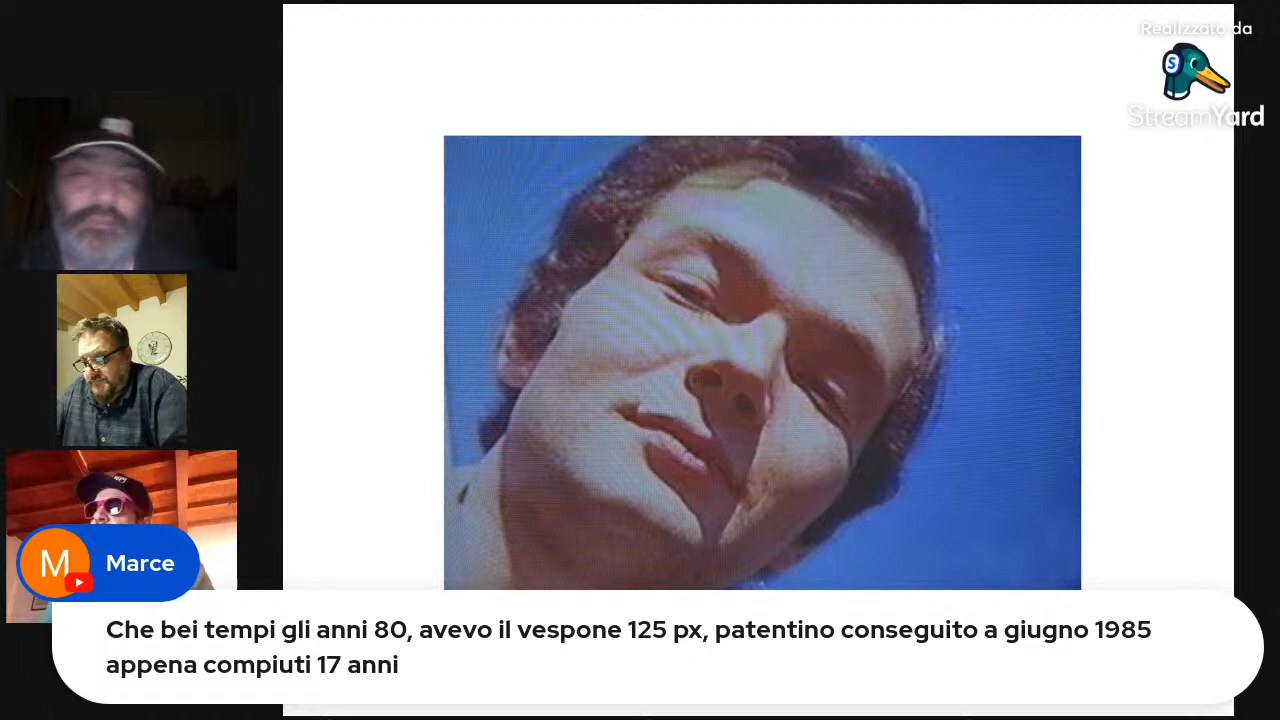 Realizzato da
S
StreamYard
M
Marce
Che bei tempi gli anni 80, avevo il vespone 125 px, patentino conseguito a giugno 1985
appena compiuti 17 anni